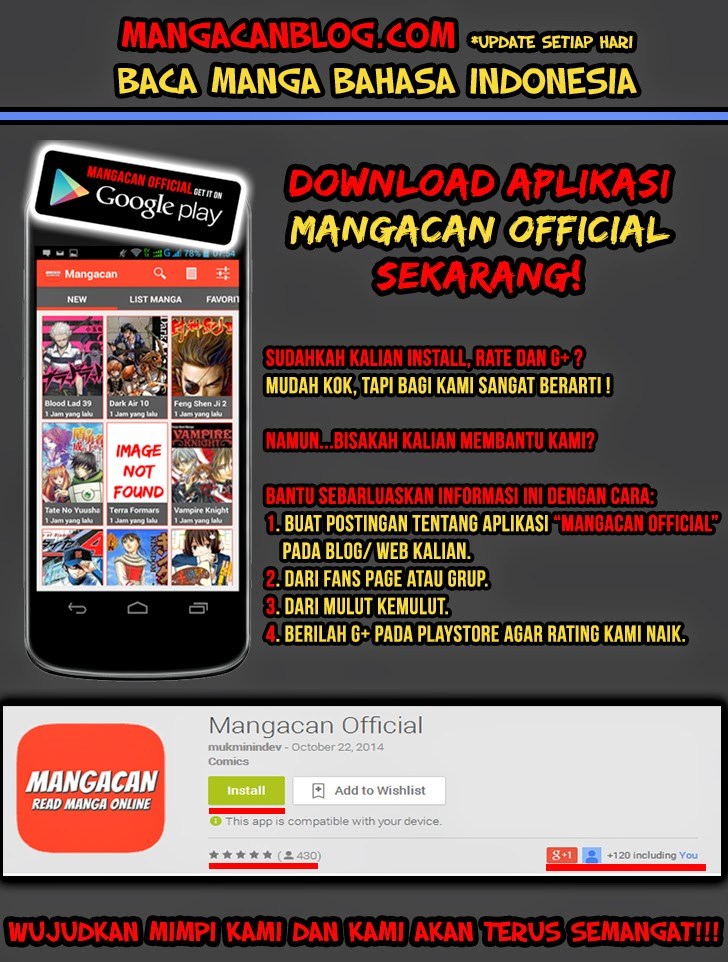 MANGACANBLOG.COM *UPDATE SETIAP HARI
BACA MANGA BAHASA INDONESIA
MANGACAN OFFICIAL GET IT ON
Google play
DOWNLOAD APLIKASI
MANGACAN OFFICIAL
SEKARANG!
G 78% 07:54
Mangacan
NEW LIST MANGA FAVORIT
Blood Lad 39 Dark Air 10 Feng Shen Ji 2
1 Jam yang lalu 1 Jam yang lalu 1 Jam yang lalu
IMAGE
NOT
FOUND
VAMPIRE
KNIGHT
Tate No Yuusha Terra Formars Vampire Knight
1 Jam yang lalu 1 Jam yang lalu 1 Jam yang lalu
SUDAHKAH KALIAN INSTALL, RATE DAN G+ ?
MUDAH KOK, TAPI BAGI KAMI SANGAT BERARTI !
NAMUN...BISAKAH KALIAN MEMBANTU KAMI?
BANTU SEBARLUASKAN INFORMASI INI DENGAN CARA:
1. BUAT POSTINGAN TENTANG APLIKASI "MANGACAN OFFICIAL"
PADA BLOG/ WEB KALIAN.
2. DARI FANS PAGE ATAU GRUP.
3. DARI MULUT KEMULUT.
4. BERILAH G+ PADA PLAYSTORE AGAR RATING KAMI NAIK.
MANGACAN
READ MANGA ONLINE
Mangacan Official
mukminindev - October 22, 2014
Comics
Install Add to Wishlist
This app is compatible with your device.
(430)
g+1 +120 including You
WUJUDKAN MIMPI KAMI DAN KAMI AKAN TERUS SEMANGAT!!!